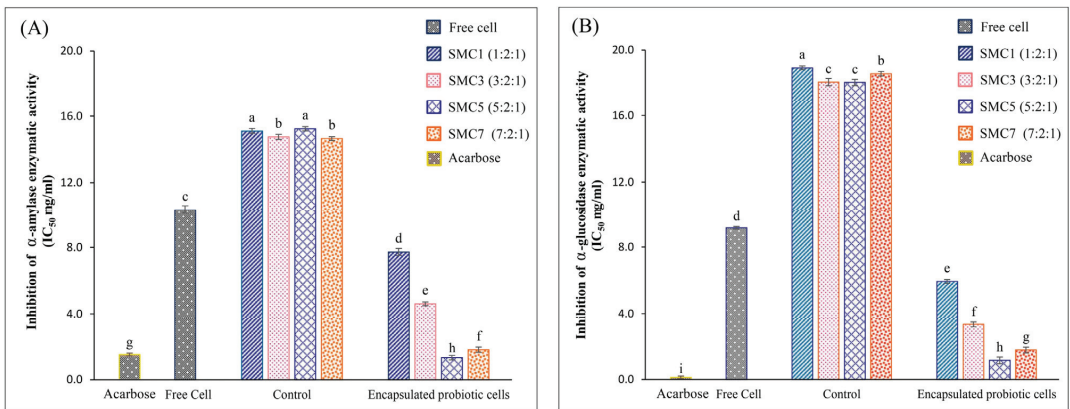 (A)
Inhibition of α-amylase enzymatic activity
(IC50 ng/ml)
20.0
16.0
12.0
8.0
4.0
0.0
g
c
a
b
a
b
d
e
h
f
Acarbose
Free Cell
Control
Encapsulated probiotic cells
Free cell
SMC1 (1:2:1)
SMC3 (3:2:1)
SMC5 (5:2:1)
SMC7 (7:2:1)
Acarbose
(B)
Inhibition of α-glucosidase enzymatic activity
(IC50 ng/ml)
20.0
16.0
12.0
8.0
4.0
0.0
i
d
a
c
c
b
e
f
h
g
Acarbose
Free Cell
Control
Encapsulated probiotic cells
Free cell
SMC1 (1:2:1)
SMC3 (3:2:1)
SMC5 (5:2:1)
SMC7 (7:2:1)
Acarbose